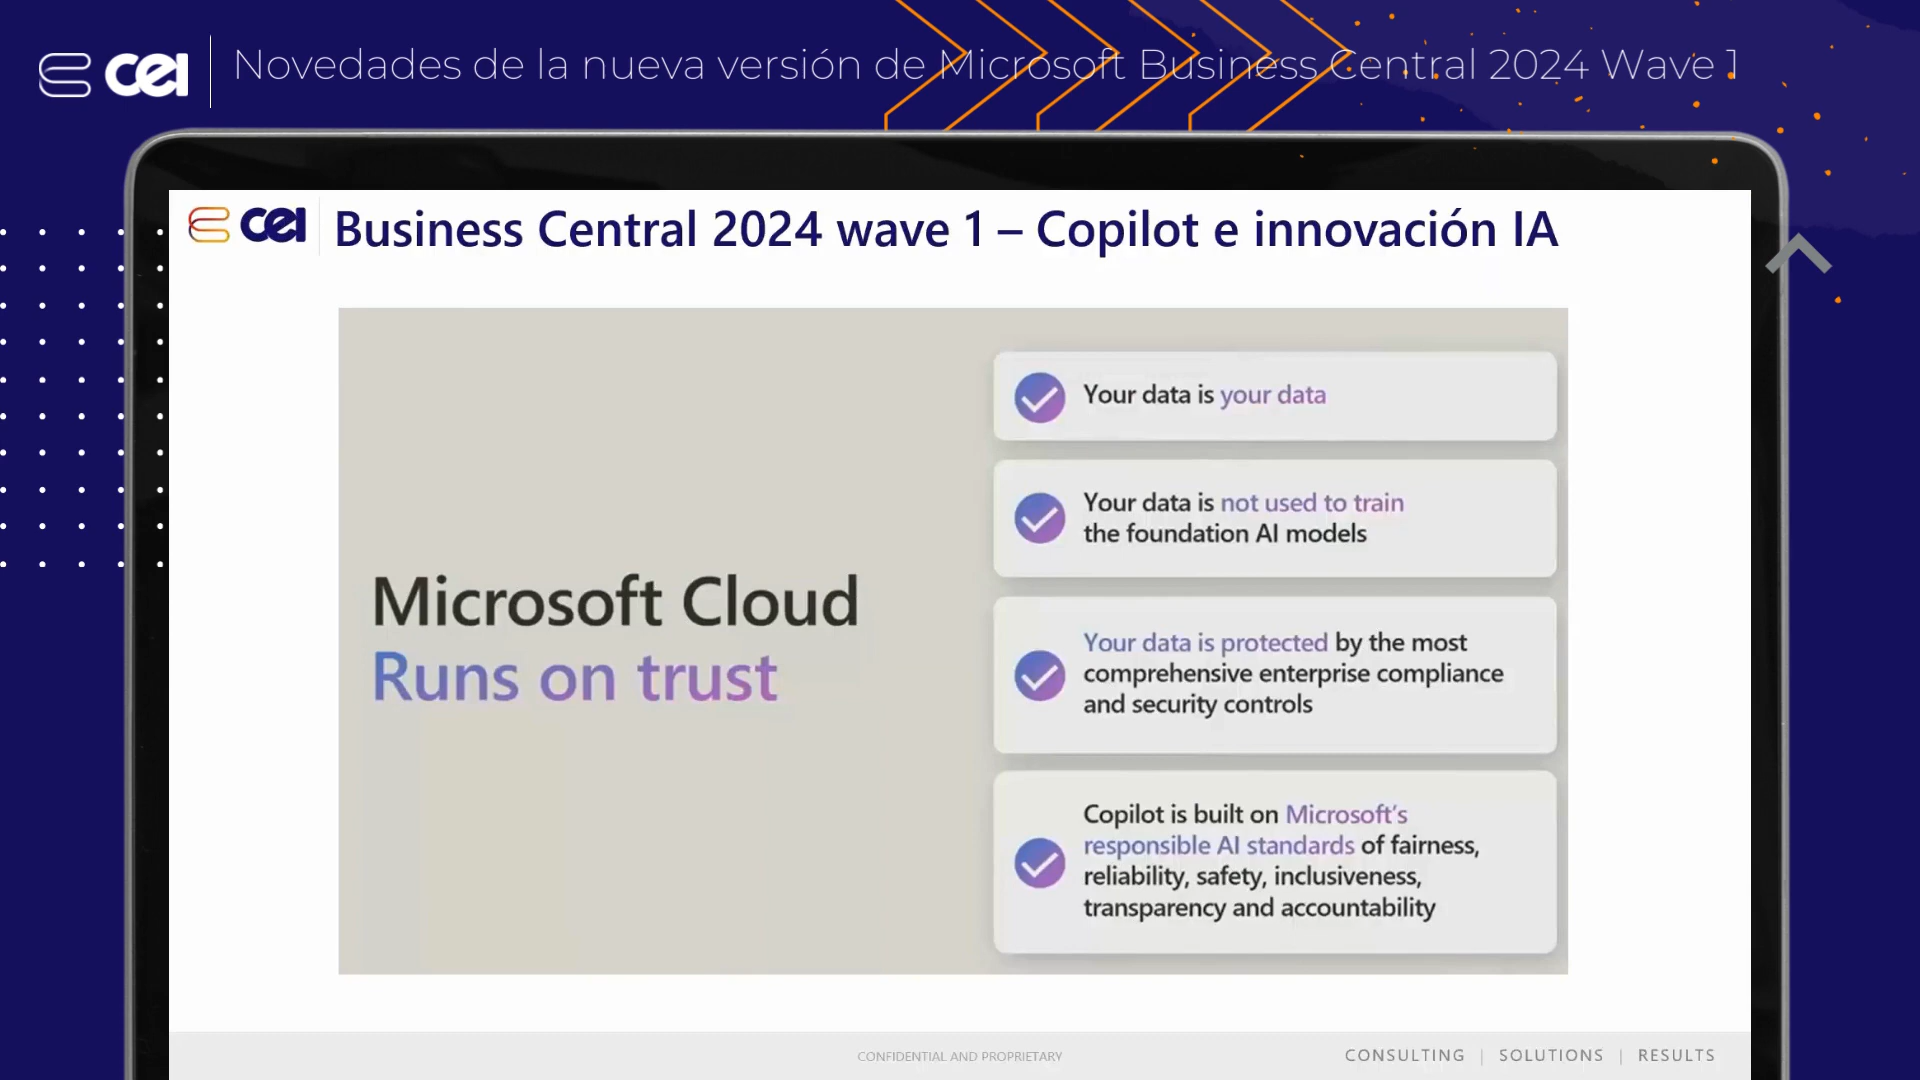 cei
Novedades de la nueva versión de Microsoft Business Central 2024 Wave 1
cei
Business Central 2024 wave 1 – Copilot e innovación IA
Microsoft Cloud
Runs on trust
Your data is your data
Your data is not used to train
the foundation AI models
Your data is protected by the most
comprehensive enterprise compliance
and security controls
Copilot is built on Microsoft's
responsible AI standards of fairness,
reliability, safety, inclusiveness,
transparency and accountability
CONFIDENTIAL AND PROPRIETARY
CONSULTING | SOLUTIONS | RESULTS